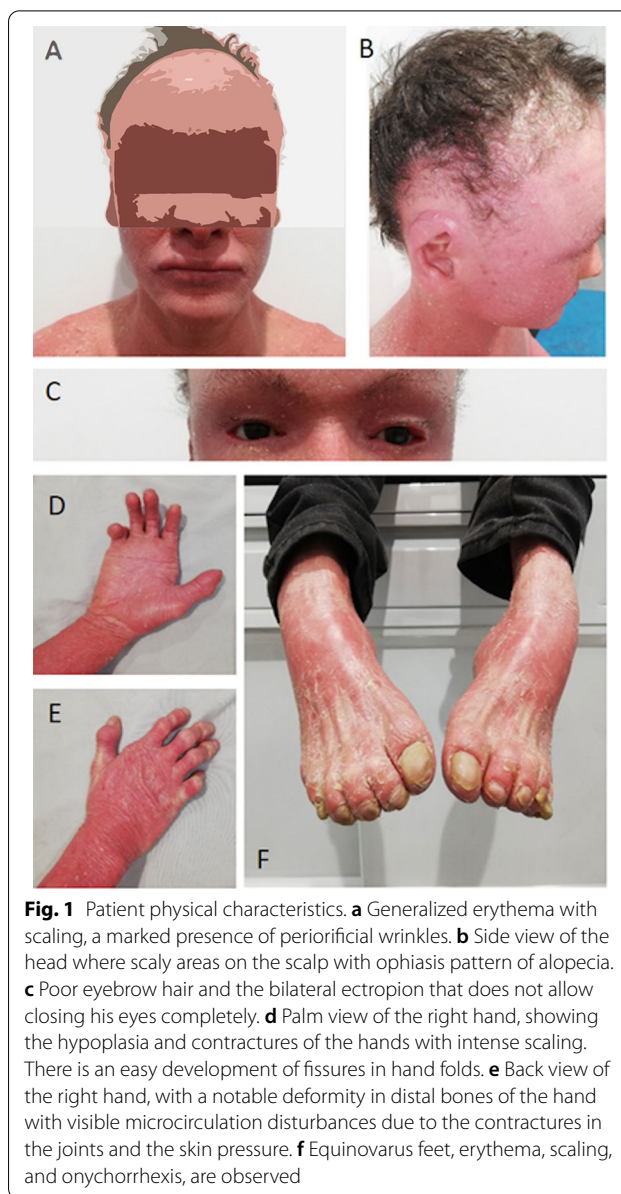 A
B
C
D
E
F
Fig. 1 Patient physical characteristics. a Generalized erythema with
scaling, a marked presence of periorificial wrinkles. b Side view of the
head where scaly areas on the scalp with ophiasis pattern of alopecia.
c Poor eyebrow hair and the bilateral ectropion that does not allow
closing his eyes completely. d Palm view of the right hand, showing
the hypoplasia and contractures of the hands with intense scaling.
There is an easy development of fissures in hand folds. e Back view of
the right hand, with a notable deformity in distal bones of the hand
with visible microcirculation disturbances due to the contractures in
the joints and the skin pressure. f Equinovarus feet, erythema, scaling,
and onychorrhexis, are observed